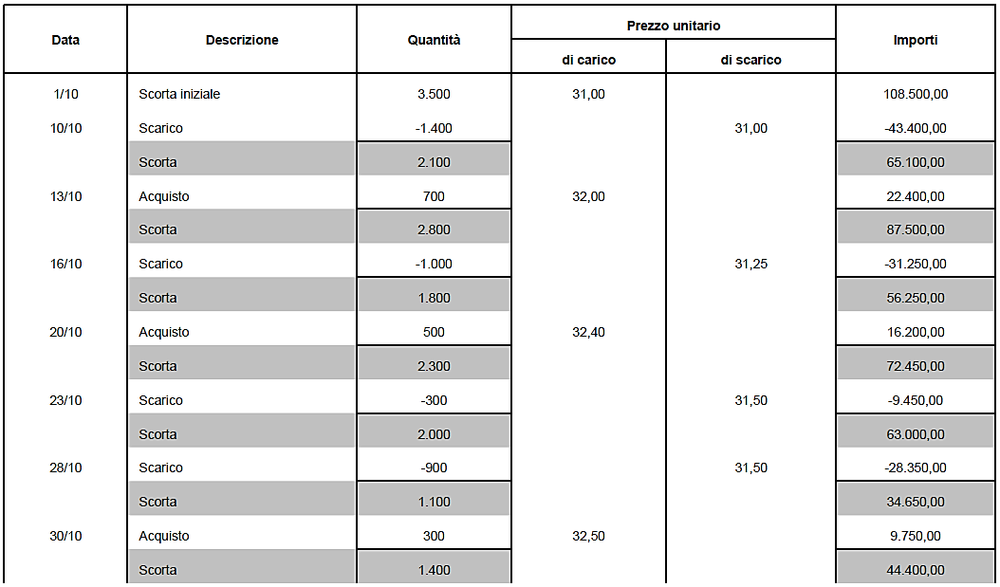 Data Descrizione Quantità Prezzo unitario Importi
di carico di scarico
1/10 Scorta iniziale 3.500 31,00 108.500,00
10/10 Scarico -1.400 31,00 -43.400,00
Scorta 2.100 65.100,00
13/10 Acquisto 700 32,00 22.400,00
Scorta 2.800 87.500,00
16/10 Scarico -1.000 31,25 -31.250,00
Scorta 1.800 56.250,00
20/10 Acquisto 500 32,40 16.200,00
Scorta 2.300 72.450,00
23/10 Scarico -300 31,50 -9.450,00
Scorta 2.000 63.000,00
28/10 Scarico -900 31,50 -28.350,00
Scorta 1.100 34.650,00
30/10 Acquisto 300 32,50 9.750,00
Scorta 1.400 44.400,00